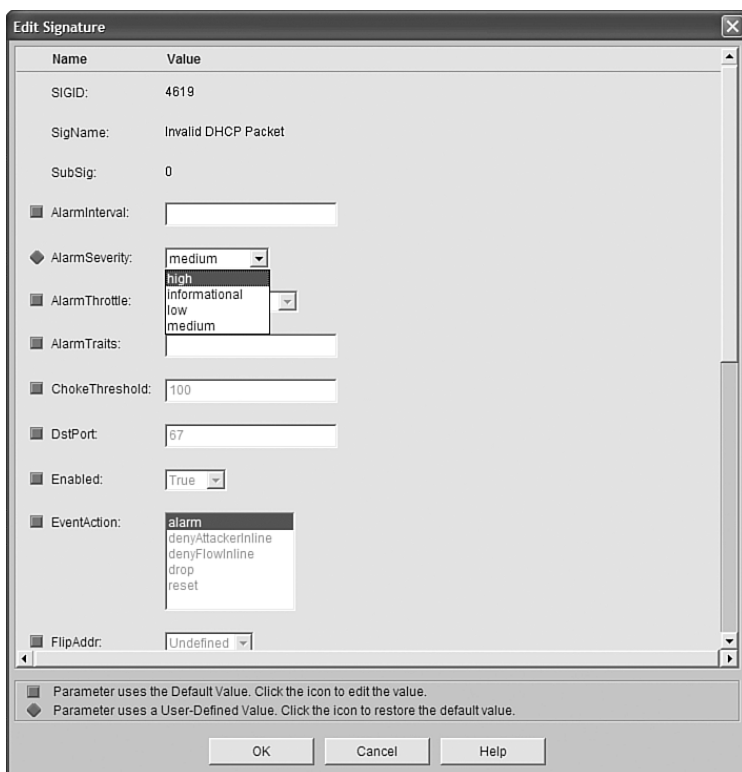 Edit Signature
Name Value
SIGID: 4619
SigName: Invalid DHCP Packet
SubSig: 0
AlarmInterval:
AlarmSeverity: medium
high
informational
low
medium
AlarmThrottle:
AlarmTraits:
ChokeThreshold: 100
DstPort: 67
Enabled: True
EventAction: alarm
denyAttackerInline
denyFlowInline
drop
reset
FlipAddr: Undefined
Parameter uses the Default Value. Click the icon to edit the value.
Parameter uses a User-Defined Value. Click the icon to restore the default value.
OK Cancel Help